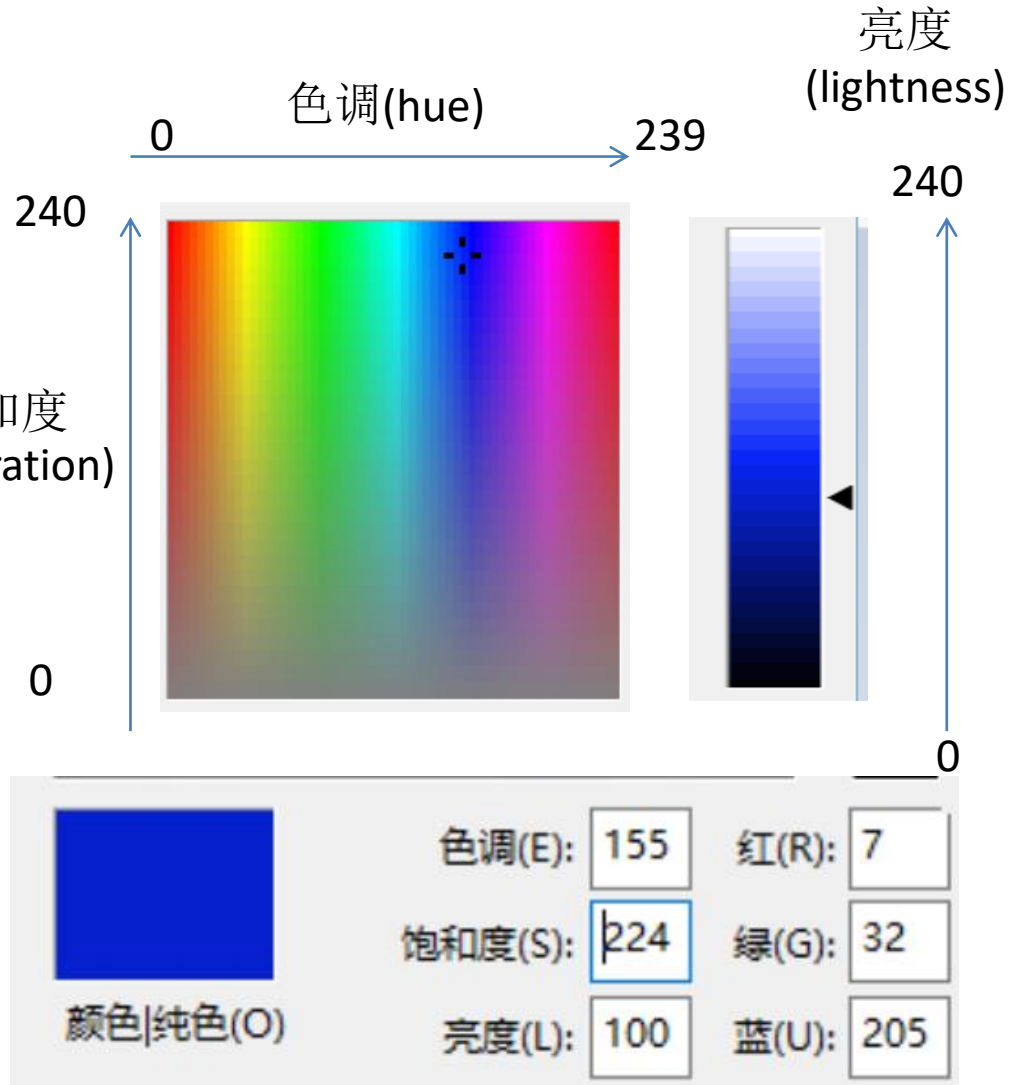 亮度
(lightness)
色调(hue)
0
239
240
240
和度
ration)
0
0
色调(E): 155 红(R): 7
饱和度(S): 224 绿(G): 32
颜色|纯色(O)
亮度(L): 100 蓝(U): 205